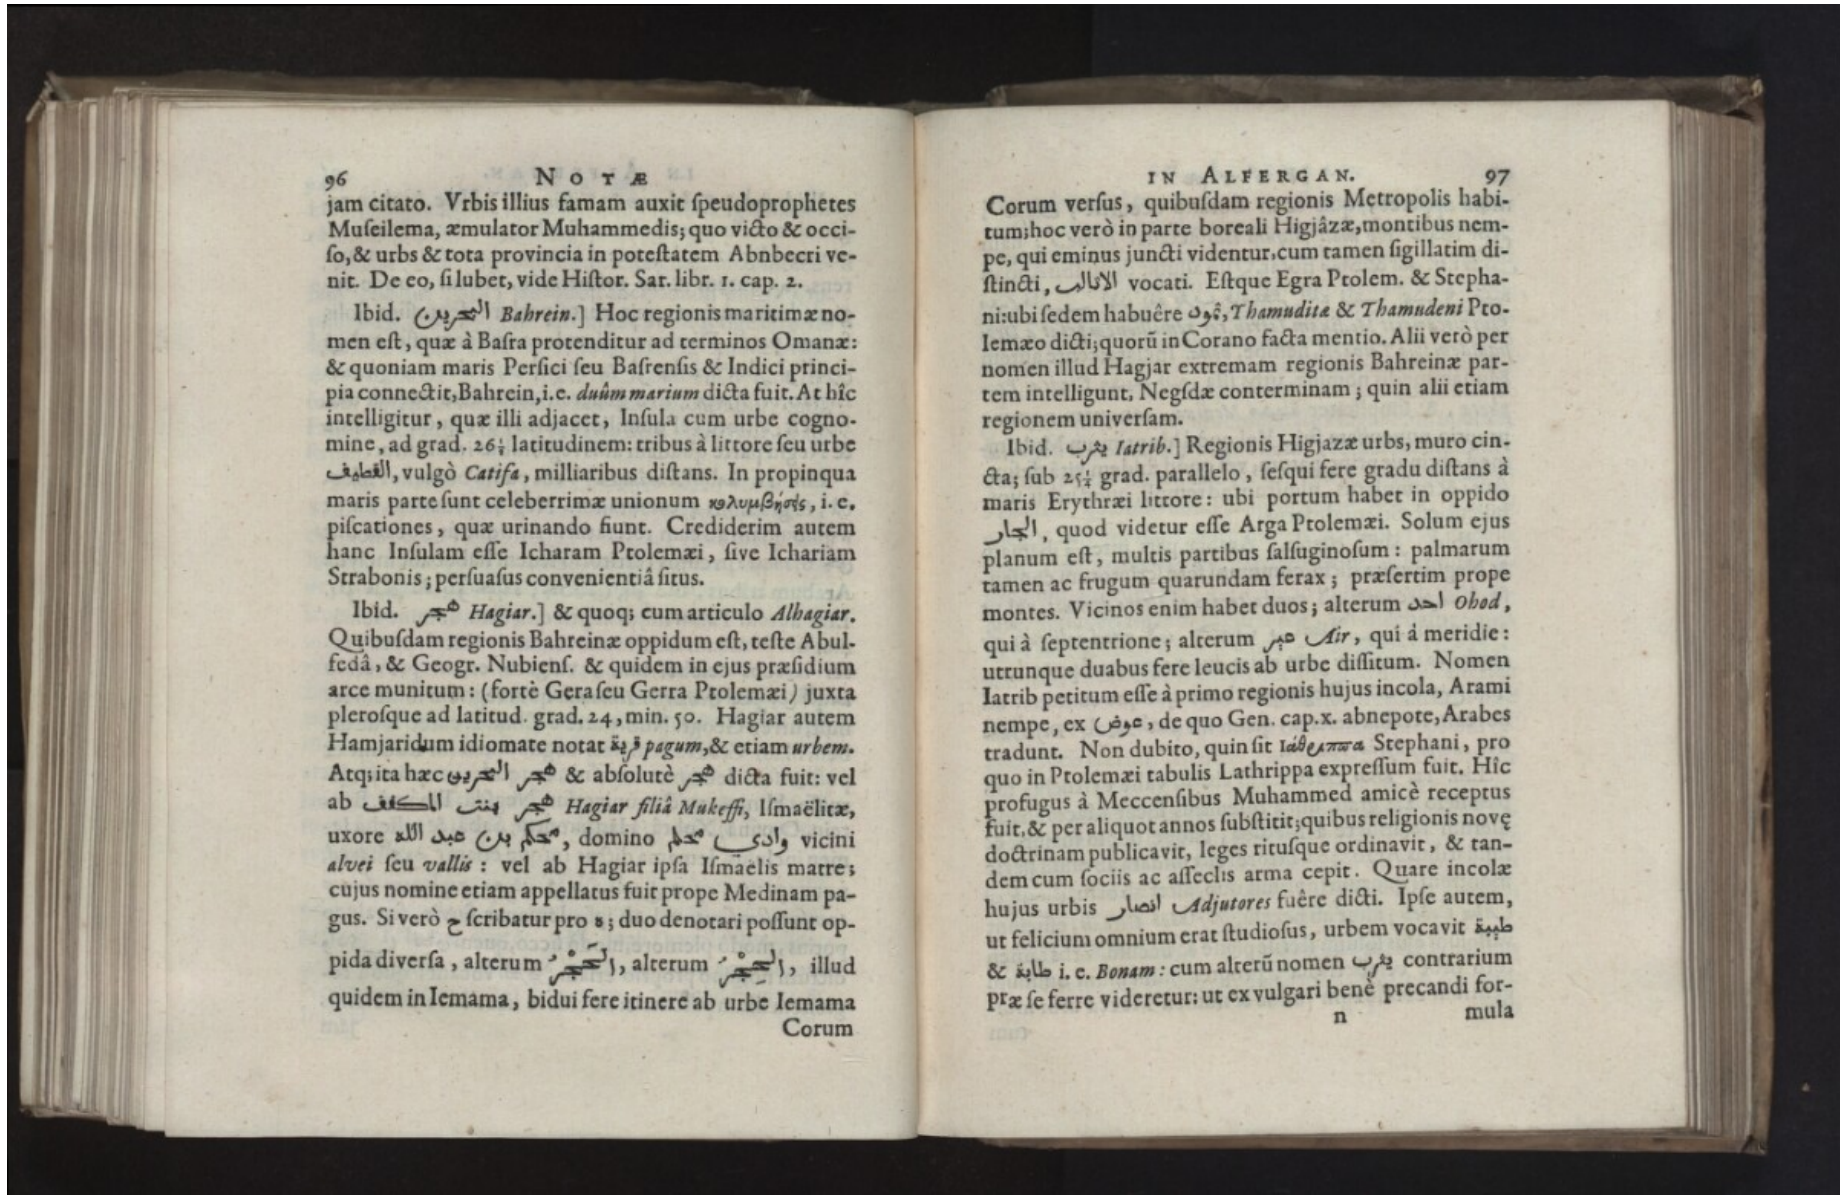 96 NOTÆ
jam citato. Vrbis illius famam auxit ſpeudoprophetes
Muſeilema, æmulator Muhammedis; quo victo & occi-
ſo, & urbs & tota provincia in poteſtatem Abnbecri ve-
nit. De eo, ſi lubet, vide Hiſtor. Sar. libr. 1. cap. 2.
Ibid. البحرين Bahrein.] Hoc regionis maritimæ no-
men eſt, quæ à Baſra protenditur ad terminos Omanæ:
& quoniam maris Perſici ſeu Baſrenſis & Indici princi-
pia connectit, Bahrein, i.e. duûm marium dicta fuit. At hîc
intelligitur, quæ illi adjacet, Inſula cum urbe cogno-
mine, ad grad. 26 latitudinem: tribus à littore ſeu urbe
القطيف, vulgò Catifa, milliaribus diſtans. In propinqua
maris parte ſunt celeberrimæ unionum i. e.
piſcationes, quæ urinando fiunt. Crediderim autem
hanc Inſulam eſſe Icharam Ptolemæi, ſive Ichariam
Strabonis; perſuaſus convenientiâ ſitus.
Ibid. هجر Hagiar.] & quoq; cum articulo Alhagiar.
Quibuſdam regionis Bahreinæ oppidum eſt, teſte Abul-
fedâ, & Geogr. Nubienſ. & quidem in ejus præſidium
arce munitum: (fortè Gera ſeu Gerra Ptolemæi) juxta
pleroſque ad latitud. grad. 24, min. 50. Hagiar autem
Hamjaridum idiomate notat قرية pagum, & etiam urbem.
Atq; ita hæc هجر البحرين & abſolutè هجر dicta fuit: vel
ab هجر بنت المكفف Hagiar filiâ Mukeffi, Iſmaëlitæ,
uxore محكم بن عبد الله, domino وادي محلم vicini
alvei ſeu vallis : vel ab Hagiar ipſa Iſmaëlis matre;
cujus nomine etiam appellatus fuit prope Medinam pa-
gus. Si verò ح ſcribatur pro ه; duo denotari poſſunt op-
pida diverſa, alterum الحَجْر, alterum الحِجْر, illud
quidem in Iemama, bidui fere itinere ab urbe Iemama
Corum
IN ALFERGAN. 97
Corum verſus, quibuſdam regionis Metropolis habi-
tum; hoc verò in parte boreali Higjâzæ, montibus nem-
pe, qui eminus juncti videntur, cum tamen ſigillatim di-
ſtincti, الاثالب vocati. Eſtque Egra Ptolem. & Stepha-
ni: ubi ſedem habuêre ثمود, Thamuditæ & Thamudeni Pto-
lemæo dicti; quorũ in Corano facta mentio. Alii verò per
nomen illud Hagjar extremam regionis Bahreinæ par-
tem intelligunt, Negſdæ conterminam; quin alii etiam
regionem univerſam.
Ibid. يثرب Iatrib.] Regionis Higjazæ urbs, muro cin-
cta; ſub 25¼ grad. parallelo, ſeſqui fere gradu diſtans à
maris Erythræi littore: ubi portum habet in oppido
الجار, quod videtur eſſe Arga Ptolemæi. Solum ejus
planum eſt, multis partibus ſalſuginoſum: palmarum
tamen ac frugum quarundam ferax; præſertim prope
montes. Vicinos enim habet duos; alterum احد Ohod,
qui à ſeptentrione; alterum عير Air, qui à meridie:
utrunque duabus fere leucis ab urbe diſſitum. Nomen
Iatrib petitum eſſe à primo regionis hujus incola, Arami
nempe, ex عوض, de quo Gen. cap. x. abnepote, Arabes
tradunt. Non dubito, quin ſit Stephani, pro
quo in Ptolemæi tabulis Lathrippa expreſſum fuit. Hîc
profugus à Meccenſibus Muhammed amicè receptus
fuit, & per aliquot annos ſubſtitit; quibus religionis novę
doctrinam publicavit, leges rituſque ordinavit, & tan-
dem cum ſociis ac aſſeclis arma cepit. Quare incolæ
hujus urbis انصار Adjutores fuêre dicti. Ipſe autem,
ut felicium omnium erat ſtudioſus, urbem vocavit طيبة
& طابة i. e. Bonam: cum alterũ nomen يثرب contrarium
præ ſe ferre videretur: ut ex vulgari benè precandi for-
n mula